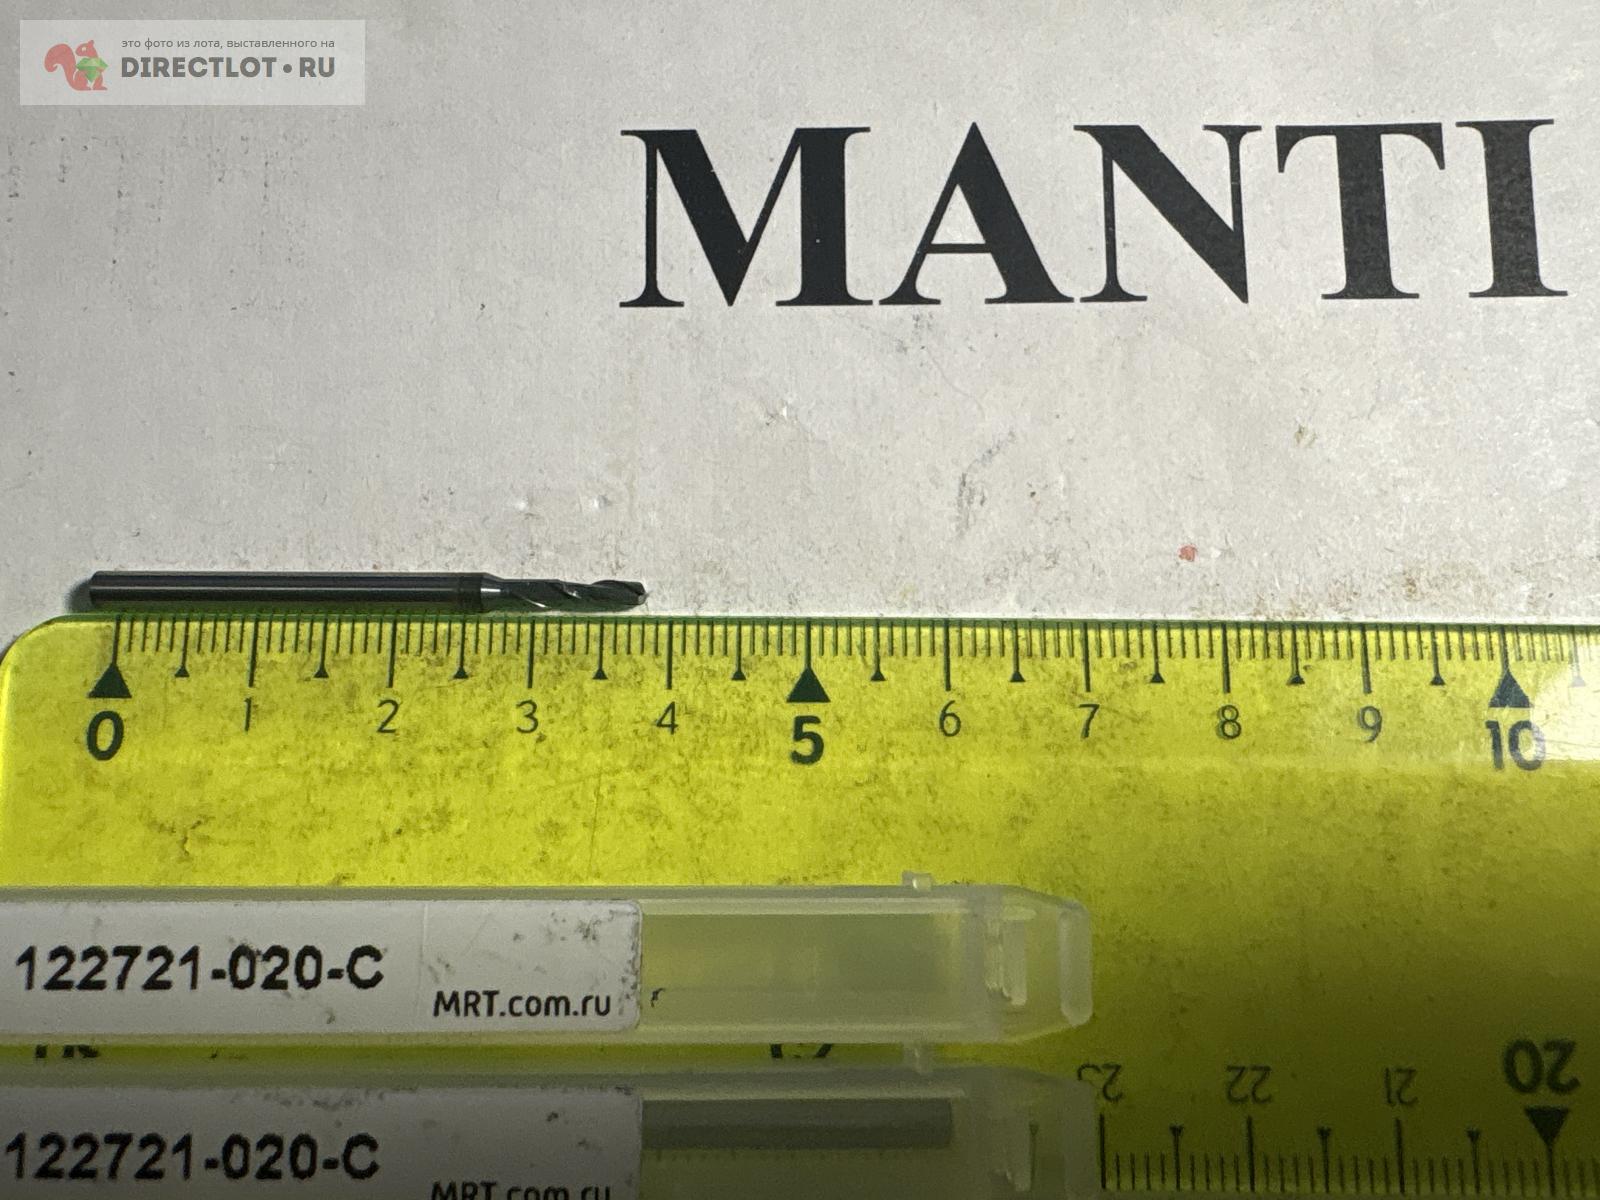 это фото из лота, выставленного на
DIRECTLOT•RU
MANTI
0 1 2 3 4 5 6 7 8 9 10
122721-020-C
MRT.com.ru
23 22 21 20
122721-020-C
MRT.com.ru